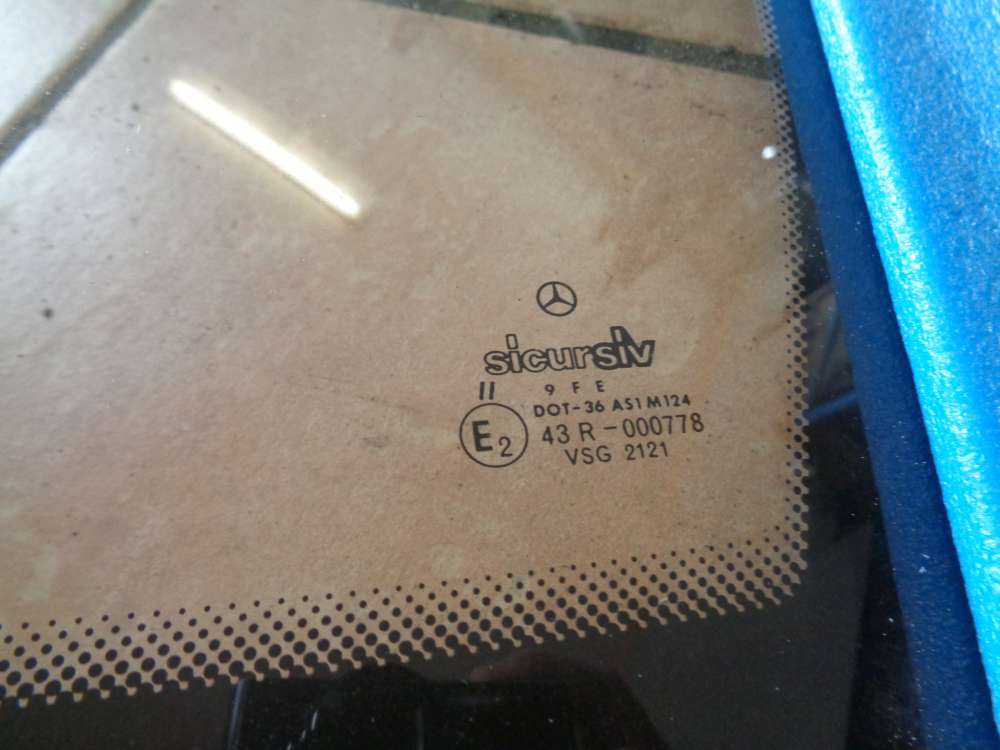 sicursiv
II 9 F E
DOT-36 AS1 M124
E2 43 R-000778
VSG 2121